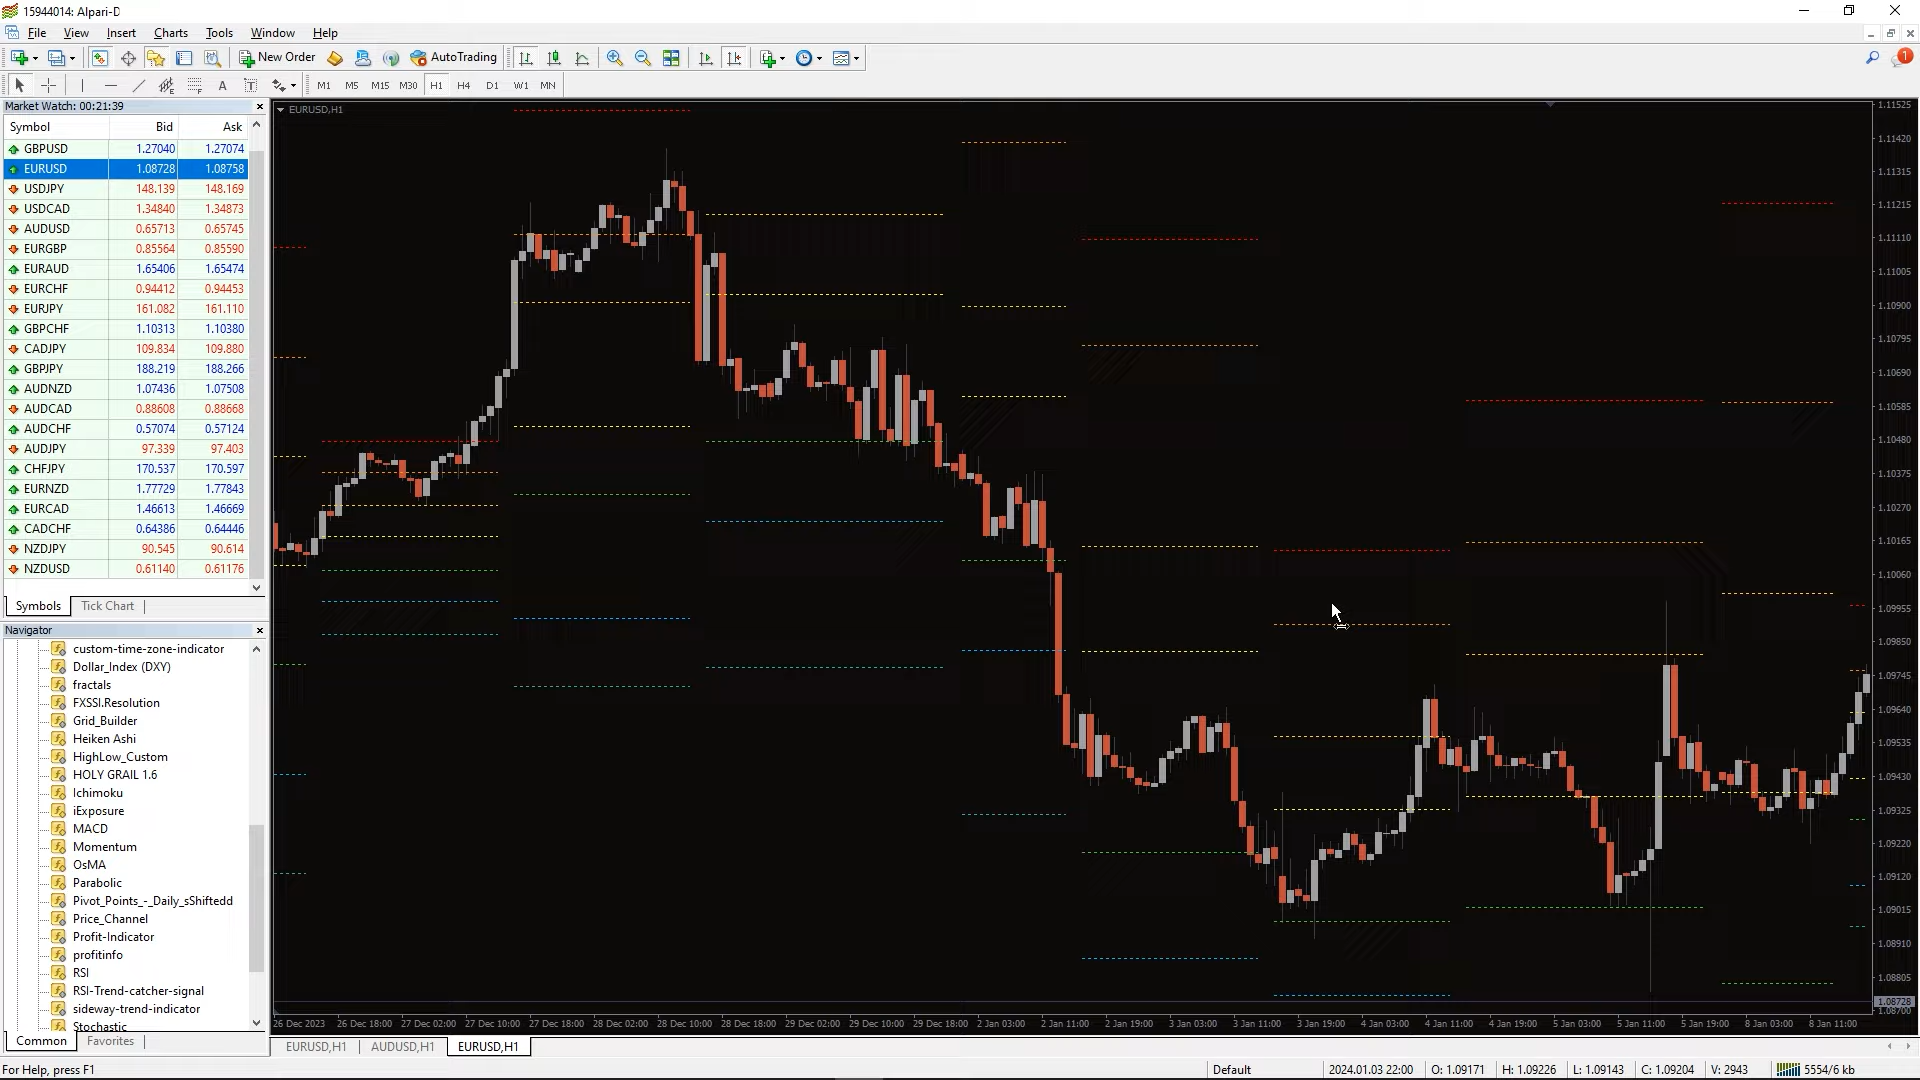 15944014: Alpari-D
File View Insert Charts Tools Window Help
New Order AutoTrading 1
A T M1 M5 M15 M30 H1 H4 D1 W1 MN
Market Watch: 00:21:39
Symbol Bid Ask
GBPUSD 1.27040 1.27074
EURUSD 1.08728 1.08758
USDJPY 148.139 148.169
USDCAD 1.34840 1.34873
AUDUSD 0.65713 0.65745
EURGBP 0.85564 0.85590
EURAUD 1.65406 1.65474
EURCHF 0.94412 0.94453
EURJPY 161.082 161.110
GBPCHF 1.10313 1.10380
CADJPY 109.834 109.880
GBPJPY 188.219 188.266
AUDNZD 1.07436 1.07508
AUDCAD 0.88608 0.88668
AUDCHF 0.57074 0.57124
AUDJPY 97.339 97.403
CHFJPY 170.537 170.597
EURNZD 1.77729 1.77843
EURCAD 1.46613 1.46669
CADCHF 0.64386 0.64446
NZDJPY 90.545 90.614
NZDUSD 0.61140 0.61176
Symbols Tick Chart
Navigator
custom-time-zone-indicator
Dollar_Index (DXY)
fractals
FXSSI.Resolution
Grid_Builder
Heiken Ashi
HighLow_Custom
HOLY GRAIL 1.6
Ichimoku
iExposure
MACD
Momentum
OsMA
Parabolic
Pivot_Points_-_Daily_sShiftedd
Price_Channel
Profit-Indicator
profitinfo
RSI
RSI-Trend-catcher-signal
sideway-trend-indicator
Stochastic
Common Favorites
EURUSD,H1
1.11525
1.11420
1.11315
1.11215
1.11110
1.11005
1.10900
1.10795
1.10690
1.10585
1.10480
1.10375
1.10270
1.10165
1.10060
1.09955
1.09850
1.09745
1.09640
1.09535
1.09430
1.09325
1.09220
1.09120
1.09015
1.08910
1.08805
1.08728
1.08700
26 Dec 2023 26 Dec 18:00 27 Dec 02:00 27 Dec 10:00 27 Dec 18:00 28 Dec 02:00 28 Dec 10:00 28 Dec 18:00 29 Dec 02:00 29 Dec 10:00 29 Dec 18:00 2 Jan 03:00 2 Jan 11:00 2 Jan 19:00 3 Jan 03:00 3 Jan 11:00 3 Jan 19:00 4 Jan 03:00 4 Jan 11:00 4 Jan 19:00 5 Jan 03:00 5 Jan 11:00 5 Jan 19:00 8 Jan 03:00 8 Jan 11:00
EURUSD,H1 AUDUSD,H1 EURUSD,H1
For Help, press F1 Default 2024.01.03 22:00 O: 1.09171 H: 1.09226 L: 1.09143 C: 1.09204 V: 2943 5554/6 kb